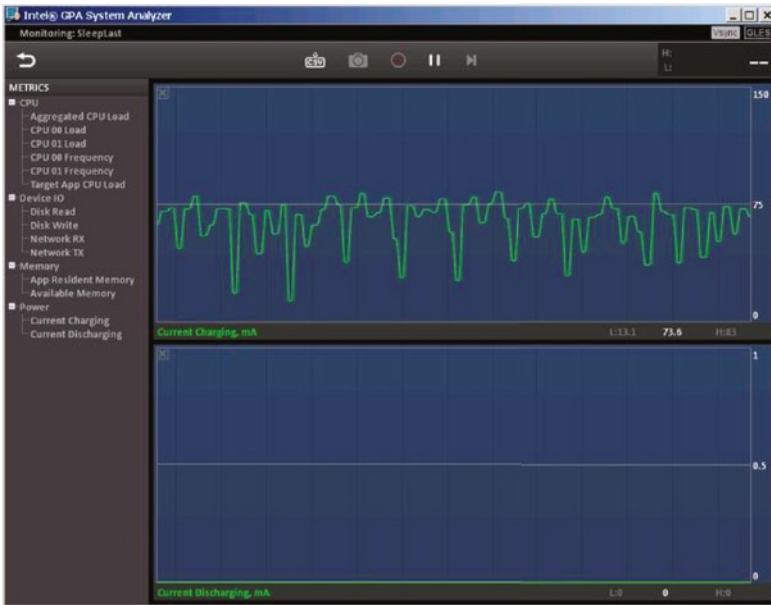 Intel® GPA System Analyzer
Monitoring: SleepLast
Vsync GLES
CSV
H:
L:
--
METRICS
CPU
Aggregated CPU Load
CPU 00 Load
CPU 01 Load
CPU 00 Frequency
CPU 01 Frequency
Target App CPU Load
Device IO
Disk Read
Disk Write
Network RX
Network TX
Memory
App Resident Memory
Available Memory
Power
Current Charging
Current Discharging
150
75
0
Current Charging, mA L:13.1 73.6 H:83
1
0.5
0
Current Discharging, mA L:0 0 H:0